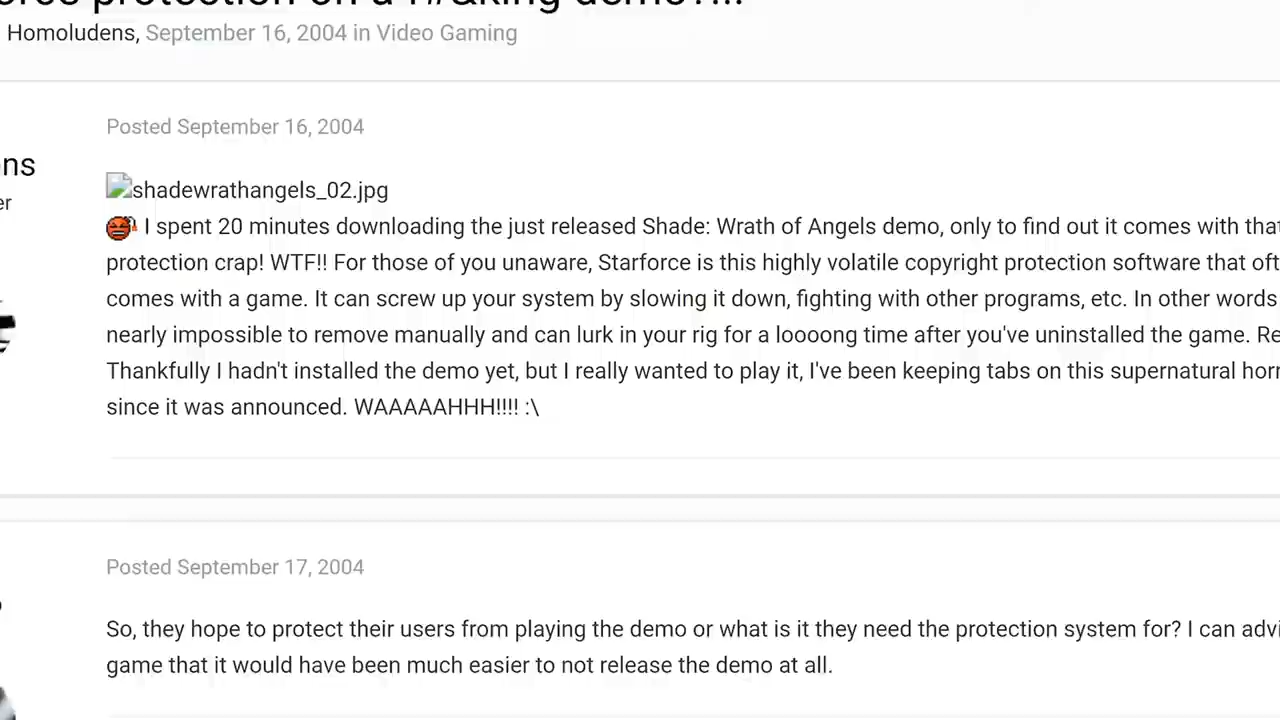 protection on a f#&king demo?!...
Homoludens, September 16, 2004 in Video Gaming
Posted September 16, 2004
shadewrathangels_02.jpg
I spent 20 minutes downloading the just released Shade: Wrath of Angels demo, only to find out it comes with that
protection crap! WTF!! For those of you unaware, Starforce is this highly volatile copyright protection software that oft
comes with a game. It can screw up your system by slowing it down, fighting with other programs, etc. In other words
nearly impossible to remove manually and can lurk in your rig for a loooong time after you've uninstalled the game. Re
Thankfully I hadn't installed the demo yet, but I really wanted to play it, I've been keeping tabs on this supernatural horr
since it was announced. WAAAAAHHH!!!! :\
Posted September 17, 2004
So, they hope to protect their users from playing the demo or what is it they need the protection system for? I can advi
game that it would have been much easier to not release the demo at all.